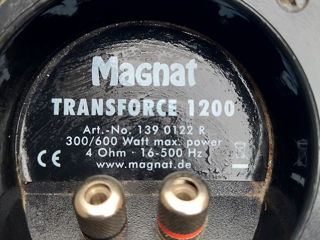 Magnat
TRANSFORCE 1200
Art.-No. 139 0122 R
300/600 Watt max. power
4 Ohm · 16-500 Hz
CE
www.magnat.de